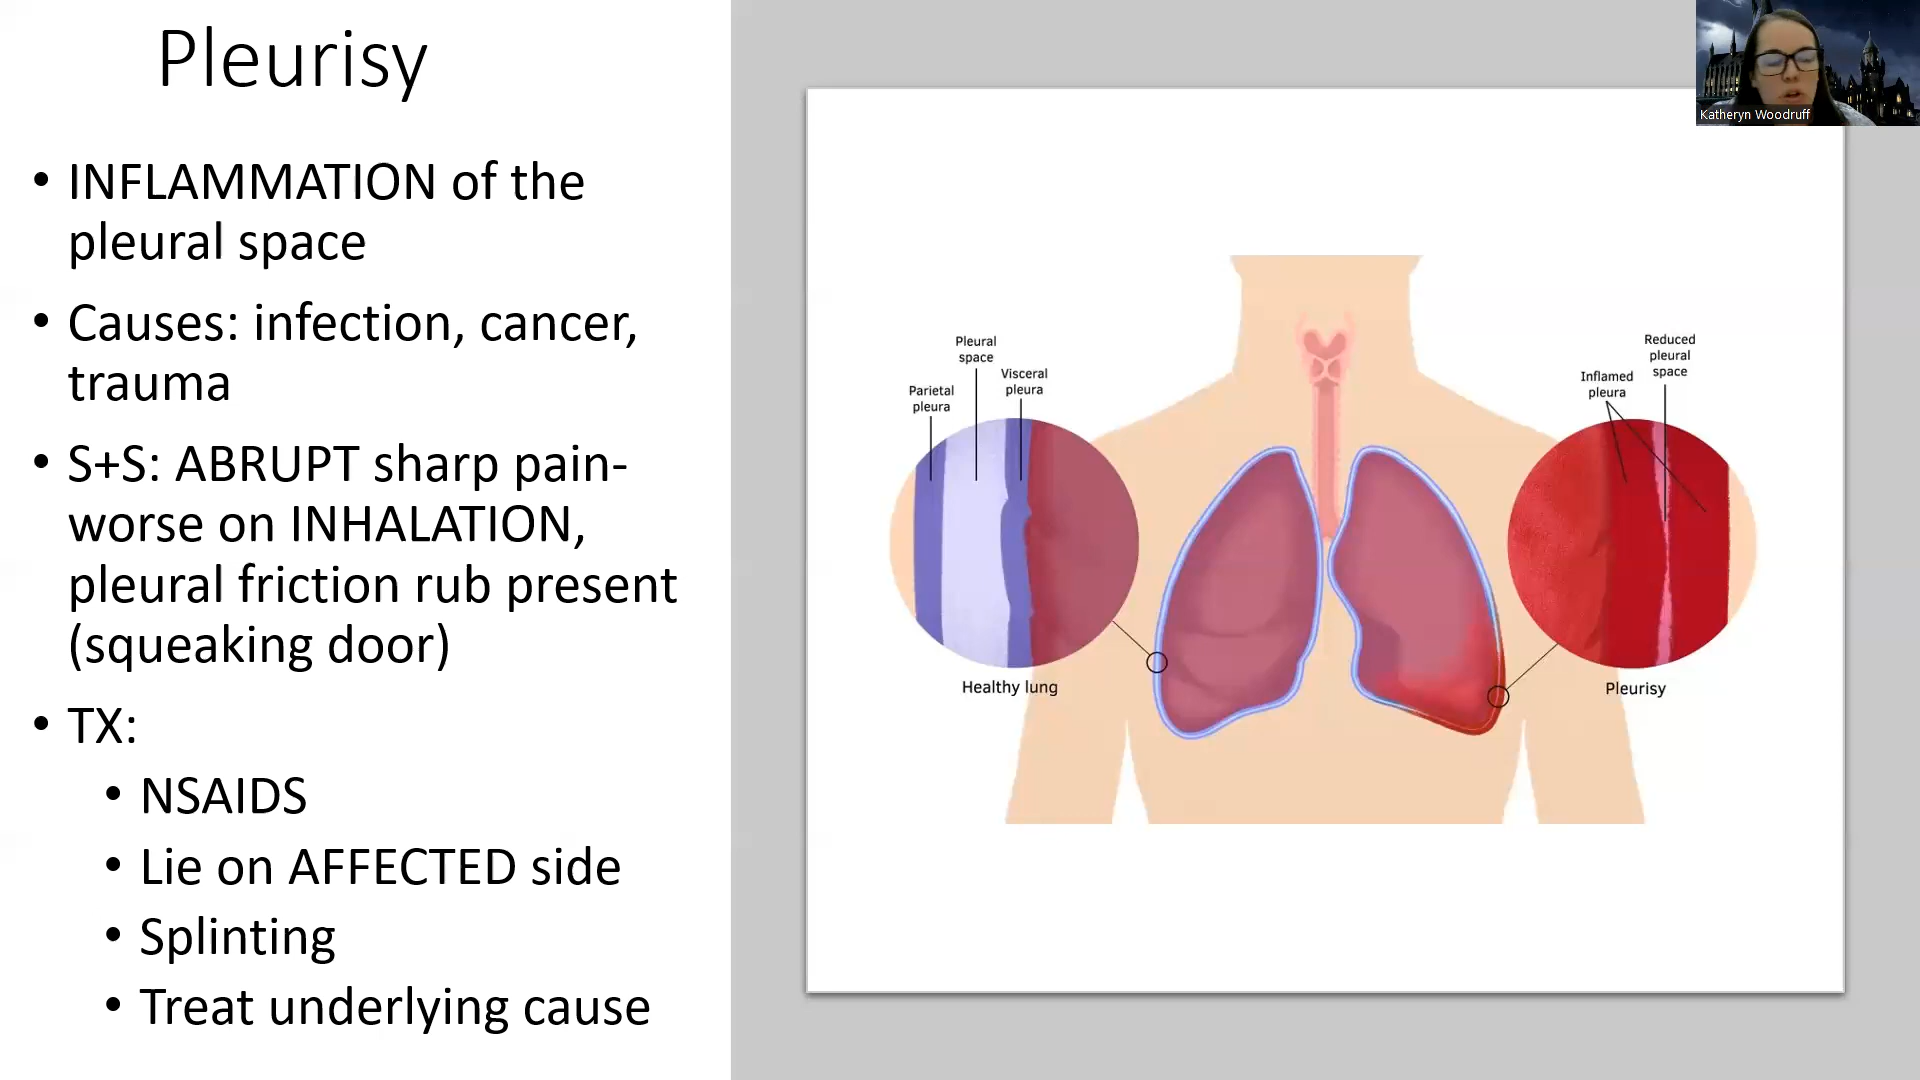 Pleurisy
• INFLAMMATION of the
pleural space
• Causes: infection, cancer,
trauma
• S+S: ABRUPT sharp pain-
worse on INHALATION,
pleural friction rub present
(squeaking door)
• TX:
• NSAIDS
• Lie on AFFECTED side
• Splinting
• Treat underlying cause
Pleural
space
Visceral
pleura
Parietal
pleura
Healthy lung
Reduced
pleural
space
Inflamed
pleura
Pleurisy
Katheryn Woodruff